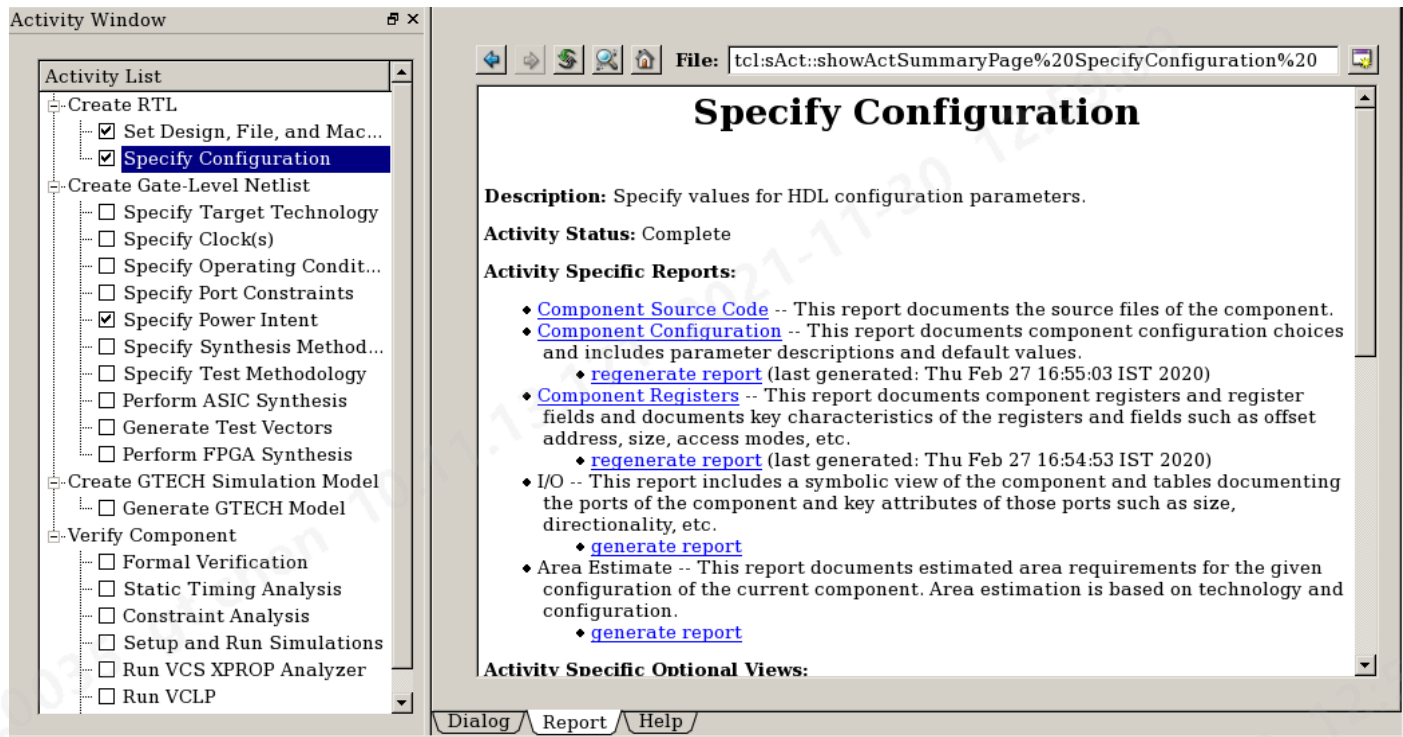 Activity Window
Activity List
Create RTL
Set Design, File, and Mac...
Specify Configuration
Create Gate-Level Netlist
Specify Target Technology
Specify Clock(s)
Specify Operating Condit...
Specify Port Constraints
Specify Power Intent
Specify Synthesis Method...
Specify Test Methodology
Perform ASIC Synthesis
Generate Test Vectors
Perform FPGA Synthesis
Create GTECH Simulation Model
Generate GTECH Model
Verify Component
Formal Verification
Static Timing Analysis
Constraint Analysis
Setup and Run Simulations
Run VCS XPROP Analyzer
Run VCLP
File: tcl:sAct::showActSummaryPage%20SpecifyConfiguration%20
Specify Configuration
Description: Specify values for HDL configuration parameters.
Activity Status: Complete
Activity Specific Reports:
Component Source Code -- This report documents the source files of the component.
Component Configuration -- This report documents component configuration choices
and includes parameter descriptions and default values.
regenerate report (last generated: Thu Feb 27 16:55:03 IST 2020)
Component Registers -- This report documents component registers and register
fields and documents key characteristics of the registers and fields such as offset
address, size, access modes, etc.
regenerate report (last generated: Thu Feb 27 16:54:53 IST 2020)
I/O -- This report includes a symbolic view of the component and tables documenting
the ports of the component and key attributes of those ports such as size,
directionality, etc.
generate report
Area Estimate -- This report documents estimated area requirements for the given
configuration of the current component. Area estimation is based on technology and
configuration.
generate report
Activity Specific Optional Views:
Dialog
Report
Help